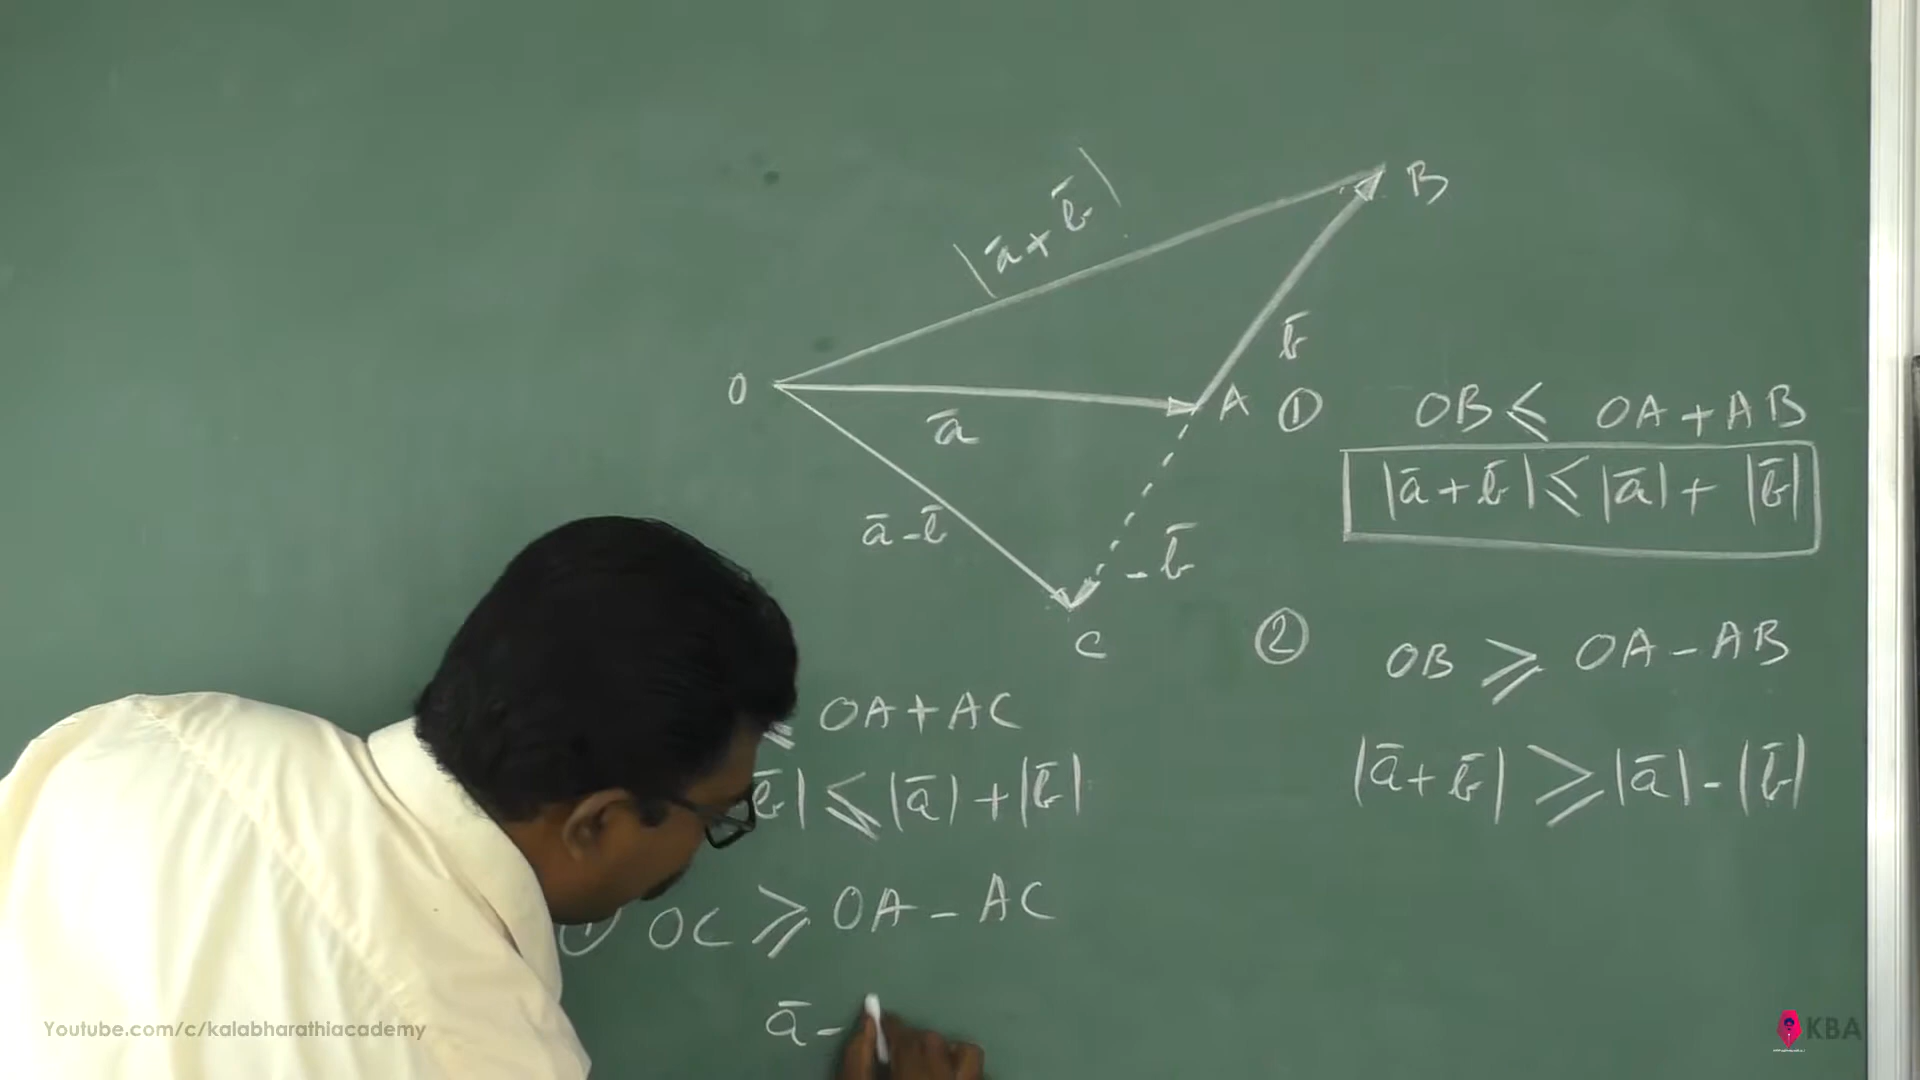 |ā+b̄|
B
b̄
O
A
ā
① OB ≤ OA + AB
|ā + b̄| ≤ |ā| + |b̄|
ā - b̄
- b̄
C
② OB ≥ OA - AB
|ā + b̄| ≥ |ā| - |b̄|
≤ OA + AC
b̄| ≤ |ā| + |b̄|
OC ≥ OA - AC
ā -
Youtube.com/c/kalabharathiacademy
KBA